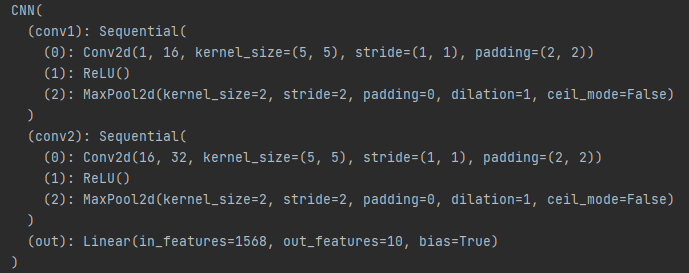 CNN(
  (conv1): Sequential(
    (0): Conv2d(1, 16, kernel_size=(5, 5), stride=(1, 1), padding=(2, 2))
    (1): ReLU()
    (2): MaxPool2d(kernel_size=2, stride=2, padding=0, dilation=1, ceil_mode=False)
  )
  (conv2): Sequential(
    (0): Conv2d(16, 32, kernel_size=(5, 5), stride=(1, 1), padding=(2, 2))
    (1): ReLU()
    (2): MaxPool2d(kernel_size=2, stride=2, padding=0, dilation=1, ceil_mode=False)
  )
  (out): Linear(in_features=1568, out_features=10, bias=True)
)